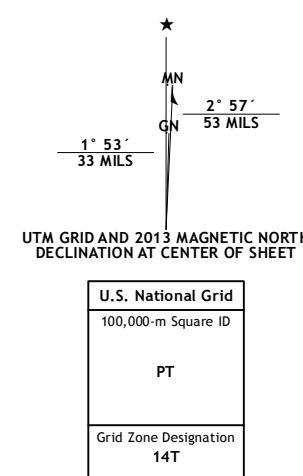 ★
MN
2° 57´
GN
53 MILS
1° 53´
33 MILS
UTM GRID AND 2013 MAGNETIC NORTH
DECLINATION AT CENTER OF SHEET
U.S. National Grid
100,000-m Square ID
PT
Grid Zone Designation
14T